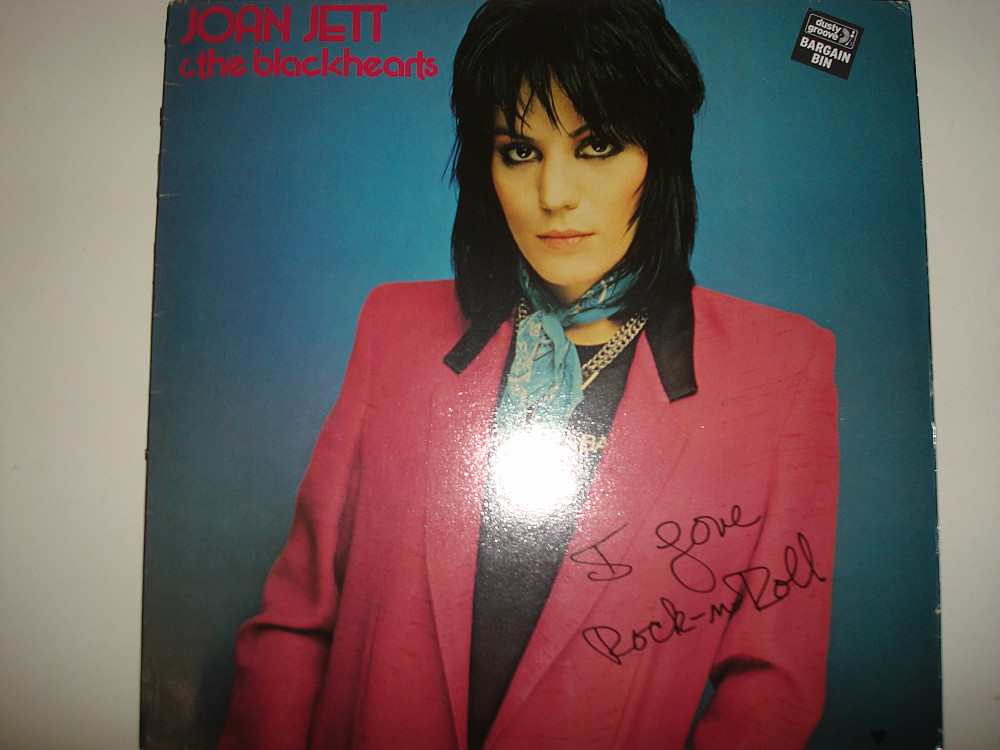 JOAN JETT
& the blackhearts
dusty
groove
BARGAIN
BIN
I Love
Rock-n Roll